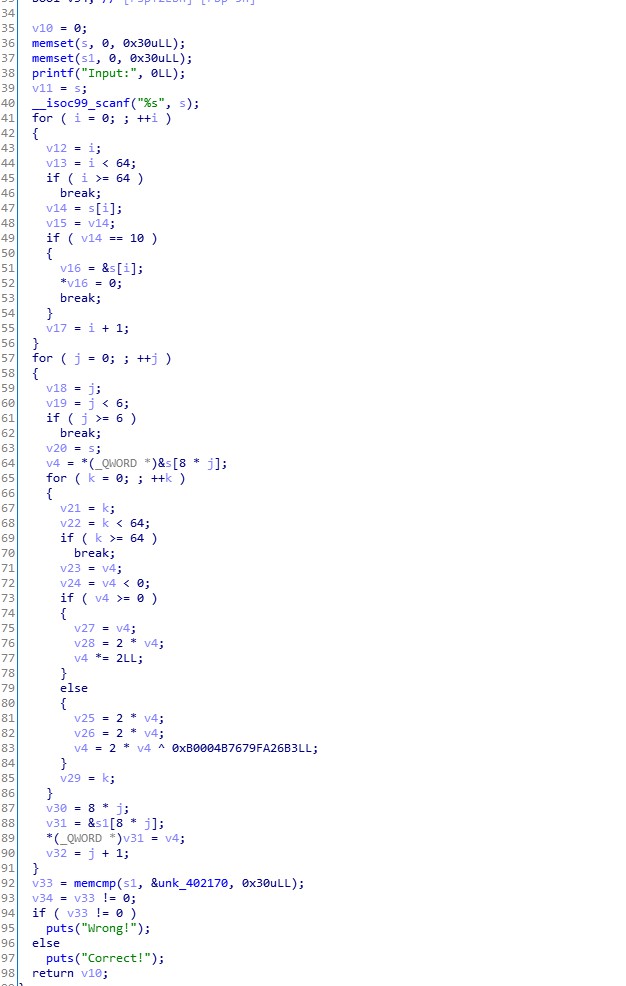 34
35 v10 = 0;
36 memset(s, 0, 0x30uLL);
37 memset(s1, 0, 0x30uLL);
38 printf("Input:", 0LL);
39 v11 = s;
40 __isoc99_scanf("%s", s);
41 for ( i = 0; ; ++i )
42 {
43 v12 = i;
44 v13 = i < 64;
45 if ( i >= 64 )
46 break;
47 v14 = s[i];
48 v15 = v14;
49 if ( v14 == 10 )
50 {
51 v16 = &s[i];
52 *v16 = 0;
53 break;
54 }
55 v17 = i + 1;
56 }
57 for ( j = 0; ; ++j )
58 {
59 v18 = j;
60 v19 = j < 6;
61 if ( j >= 6 )
62 break;
63 v20 = s;
64 v4 = *(_QWORD *)&s[8 * j];
65 for ( k = 0; ; ++k )
66 {
67 v21 = k;
68 v22 = k < 64;
69 if ( k >= 64 )
70 break;
71 v23 = v4;
72 v24 = v4 < 0;
73 if ( v4 >= 0 )
74 {
75 v27 = v4;
76 v28 = 2 * v4;
77 v4 *= 2LL;
78 }
79 else
80 {
81 v25 = 2 * v4;
82 v26 = 2 * v4;
83 v4 = 2 * v4 ^ 0xB0004B7679FA26B3LL;
84 }
85 v29 = k;
86 }
87 v30 = 8 * j;
88 v31 = &s1[8 * j];
89 *(_QWORD *)v31 = v4;
90 v32 = j + 1;
91 }
92 v33 = memcmp(s1, &unk_402170, 0x30uLL);
93 v34 = v33 != 0;
94 if ( v33 != 0 )
95 puts("Wrong!");
96 else
97 puts("Correct!");
98 return v10;